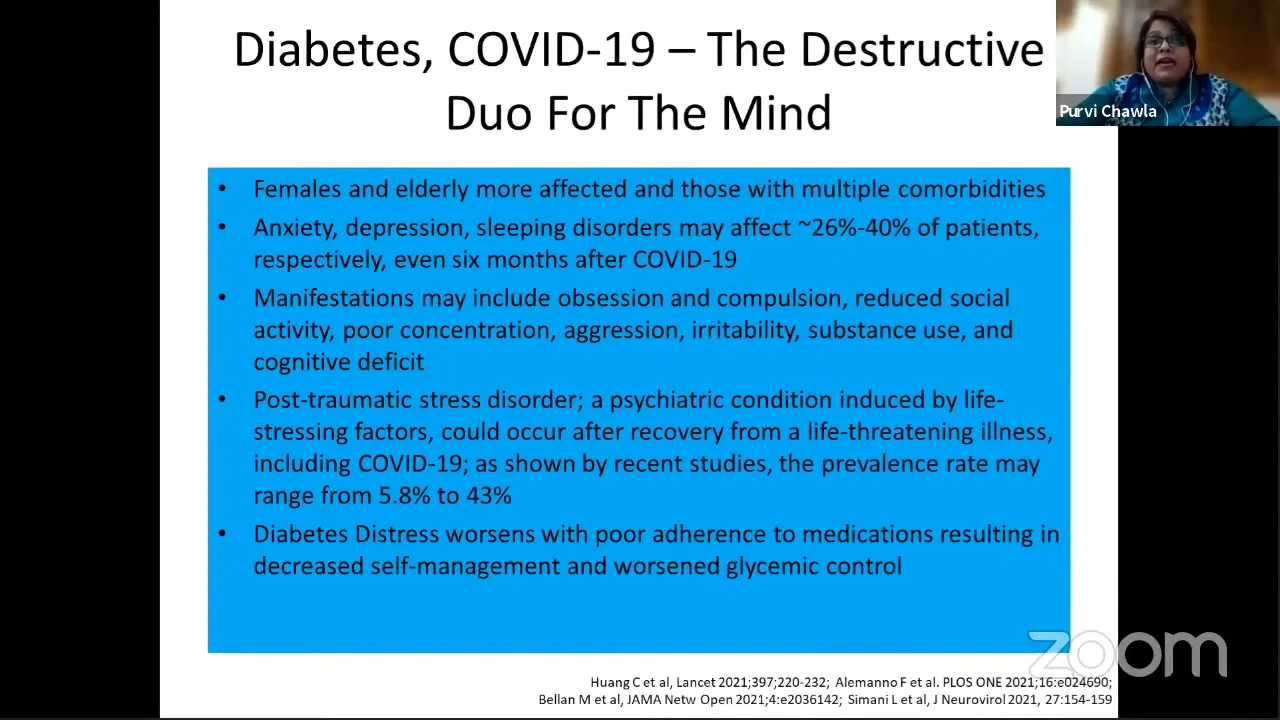 Diabetes, COVID-19 – The Destructive
Duo For The Mind
Purvi Chawla
• Females and elderly more affected and those with multiple comorbidities
• Anxiety, depression, sleeping disorders may affect ~26%-40% of patients,
respectively, even six months after COVID-19
• Manifestations may include obsession and compulsion, reduced social
activity, poor concentration, aggression, irritability, substance use, and
cognitive deficit
• Post-traumatic stress disorder; a psychiatric condition induced by life-
stressing factors, could occur after recovery from a life-threatening illness,
including COVID-19; as shown by recent studies, the prevalence rate may
range from 5.8% to 43%
• Diabetes Distress worsens with poor adherence to medications resulting in
decreased self-management and worsened glycemic control
zoom
Huang C et al, Lancet 2021;397;220-232; Alemanno F et al. PLOS ONE 2021;16:e024690;
Bellan M et al, JAMA Netw Open 2021;4:e2036142; Simani L et al, J Neurovirol 2021, 27:154-159